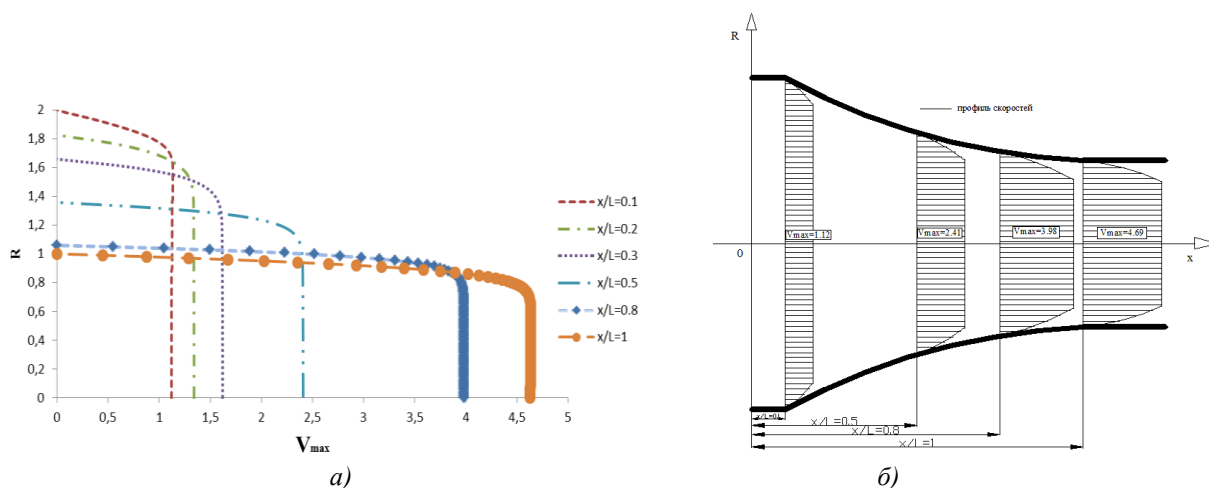 2
1,8
1,6
1,4
1,2
1
0,8
0,6
0,4
0,2
0
R
0
0,5
1
1,5
2
2,5
3
3,5
4
4,5
5
Vmax
x/L=0.1
x/L=0.2
x/L=0.3
x/L=0.5
x/L=0.8
x/L=1
а)
R
профиль скоростей
Vmax=1.12
Vmax=2.41
Vmax=3.98
Vmax=4.69
0
x
x/L=0.1
x/L=0.5
x/L=0.8
x/L=1
б)